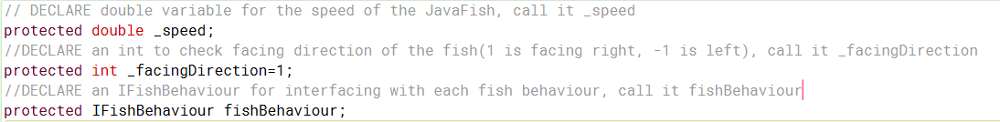 // DECLARE double variable for the speed of the JavaFish, call it _speed
protected double _speed;
//DECLARE an int to check facing direction of the fish(1 is facing right, -1 is left), call it _facingDirection
protected int _facingDirection=1;
//DECLARE an IFishBehaviour for interfacing with each fish behaviour, call it fishBehaviour
protected IFishBehaviour fishBehaviour;